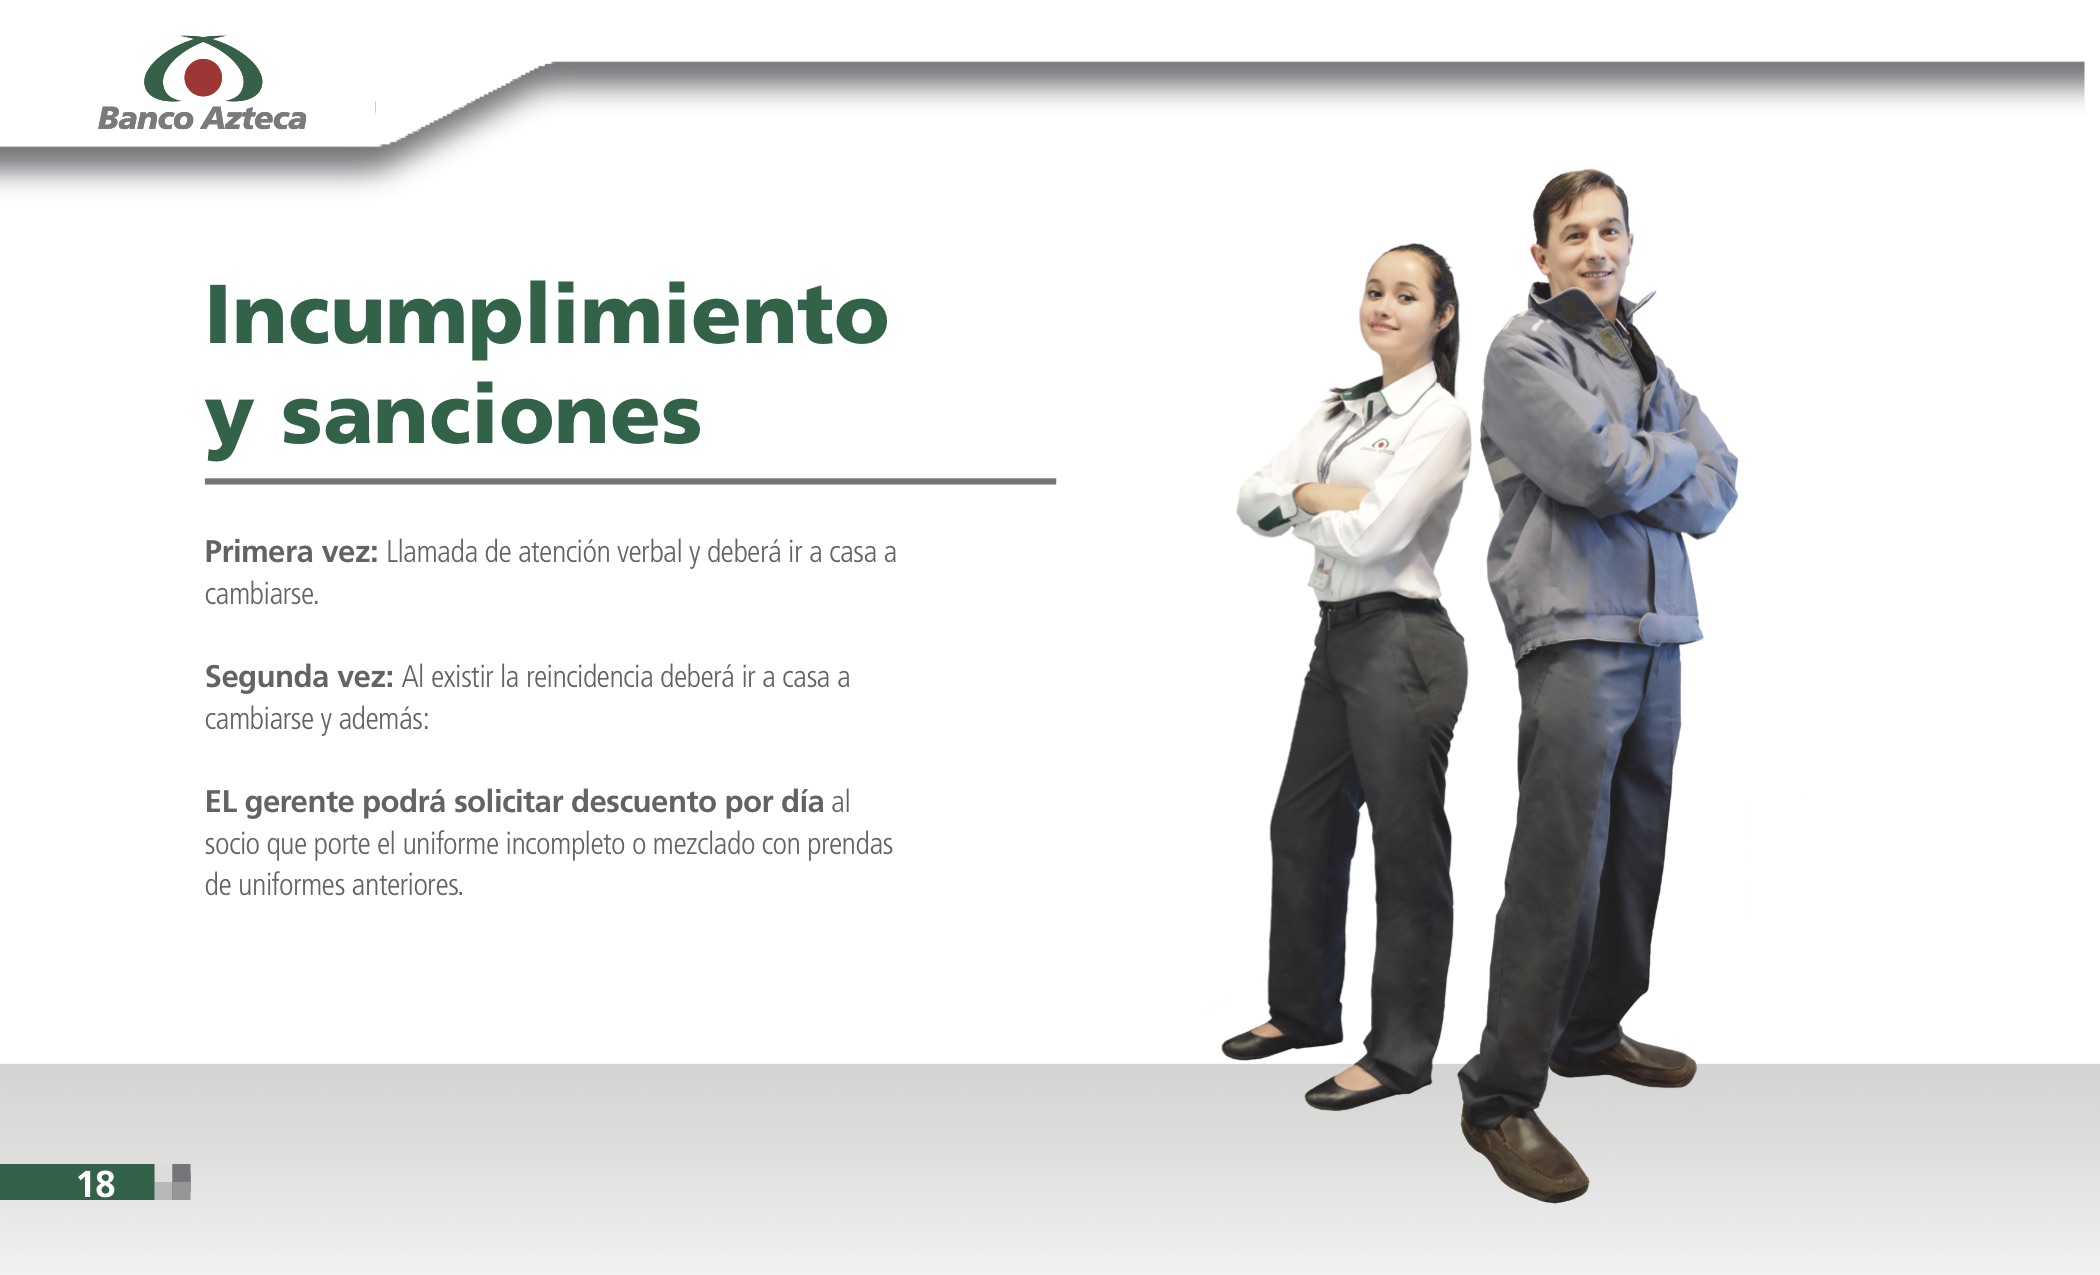 Banco Azteca
Incumplimiento
y sanciones
Primera vez: Llamada de atención verbal y deberá ir a casa a
cambiarse.
Segunda vez: Al existir la reincidencia deberá ir a casa a
cambiarse y además:
EL gerente podrá solicitar descuento por día al
socio que porte el uniforme incompleto o mezclado con prendas
de uniformes anteriores.
18